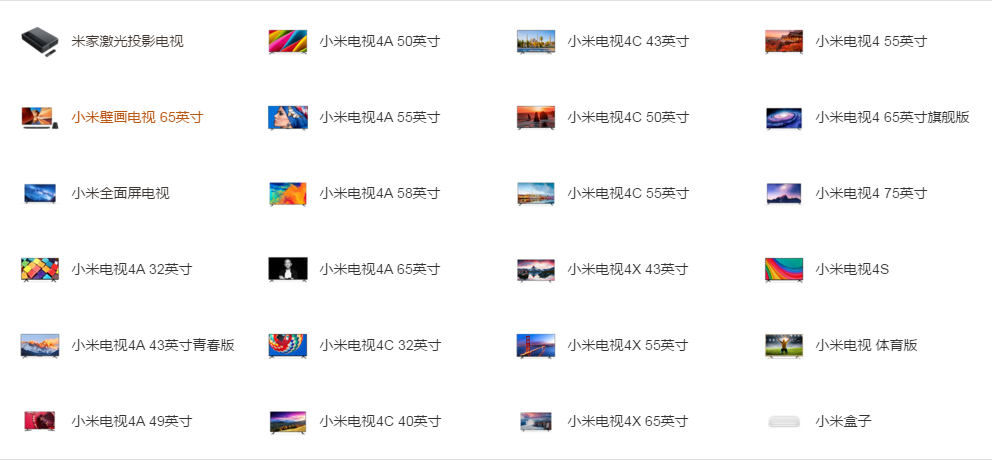 米家激光投影电视
小米电视4A 50英寸
小米电视4C 43英寸
小米电视4 55英寸
小米壁画电视 65英寸
小米电视4A 55英寸
小米电视4C 50英寸
小米电视4 65英寸旗舰版
小米全面屏电视
小米电视4A 58英寸
小米电视4C 55英寸
小米电视4 75英寸
小米电视4A 32英寸
小米电视4A 65英寸
小米电视4X 43英寸
小米电视4S
小米电视4A 43英寸青春版
小米电视4C 32英寸
小米电视4X 55英寸
小米电视 体育版
小米电视4A 49英寸
小米电视4C 40英寸
小米电视4X 65英寸
小米盒子